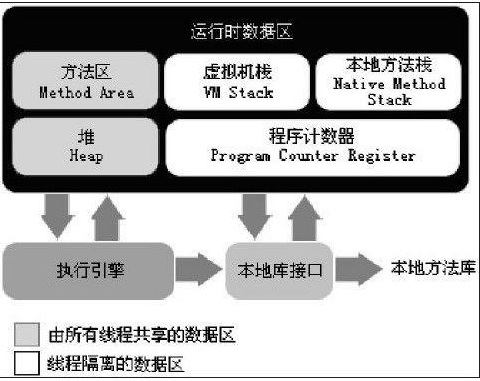 运行时数据区
方法区
Method Area
虚拟机栈
VM Stack
本地方法栈
Native Method
Stack
堆
Heap
程序计数器
Program Counter Register
执行引擎
本地库接口
本地方法库
由所有线程共享的数据区
线程隔离的数据区